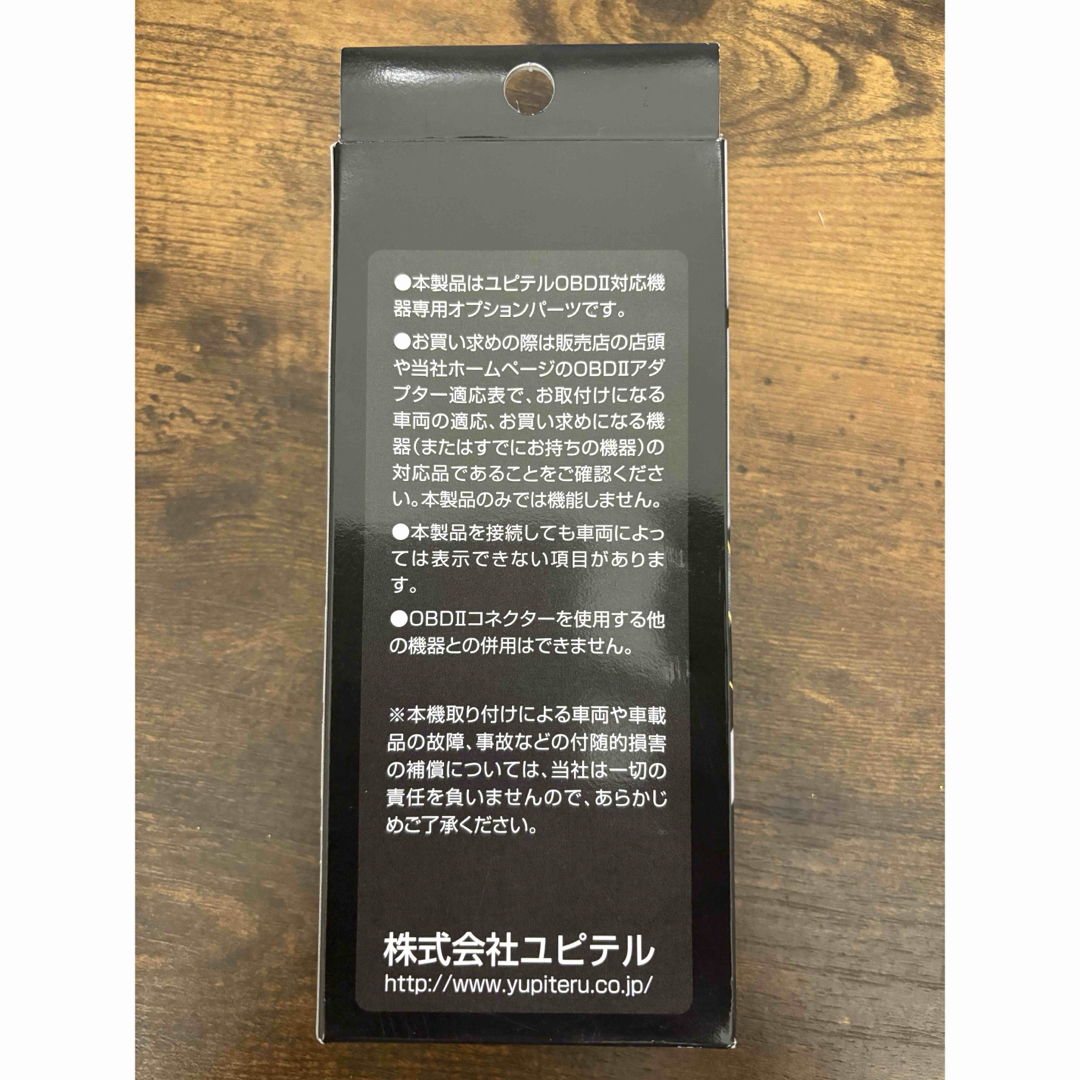 ●本製品はユピテルOBDⅡ対応機
器専用オプションパーツです。
●お買い求めの際は販売店の店頭
や当社ホームページのOBDⅡアダ
プター適応表で、お取付けになる
車両の適応、お買い求めになる機
器(またはすでにお持ちの機器)の
対応品であることをご確認くださ
い。本製品のみでは機能しません。
●本製品を接続しても車両によっ
ては表示できない項目がありま
す。
●OBDⅡコネクターを使用する他
の機器との併用はできません。
※本機取り付けによる車両や車載
品の故障、事故などの付随的損害
の補償については、当社は一切の
責任を負いませんので、あらかじ
めご了承ください。
株式会社ユピテル
http://www.yupiteru.co.jp/